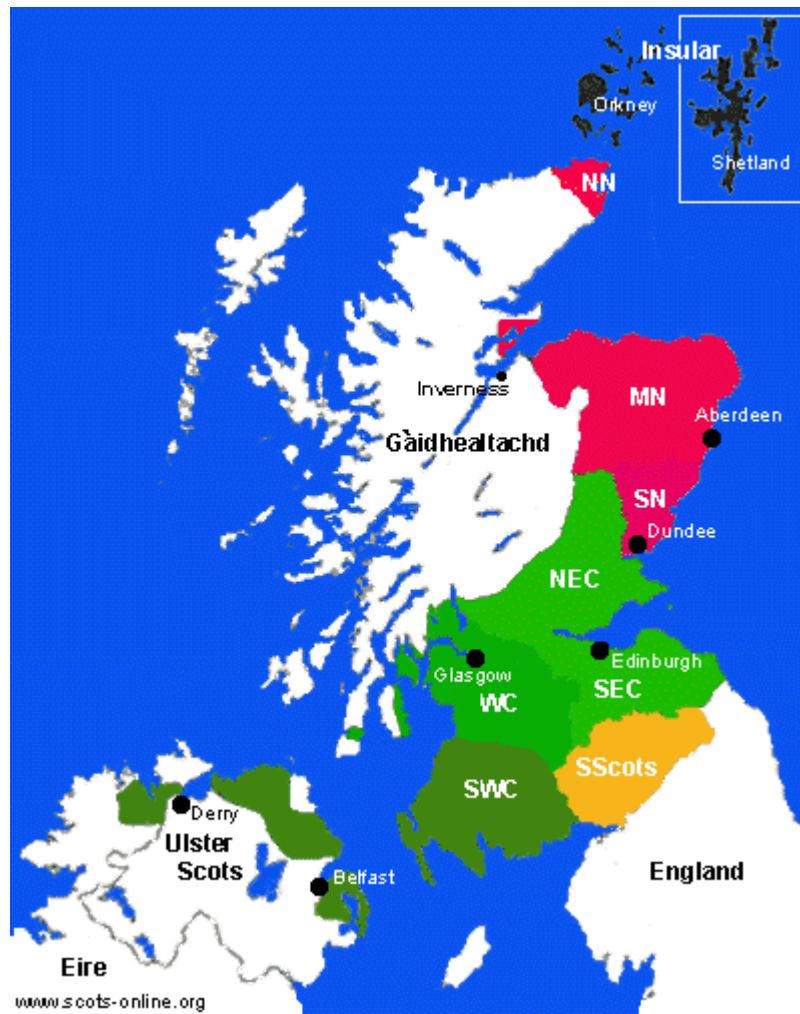 Insular
Orkney
Shetland
NN
Inverness
MN
Aberdeen
Gàidhealtachd
SN
Dundee
NEC
Edinburgh
Glasgow
SEC
WC
SScots
SWC
Derry
Ulster
Scots
Belfast
England
Eire
www.scots-online.org